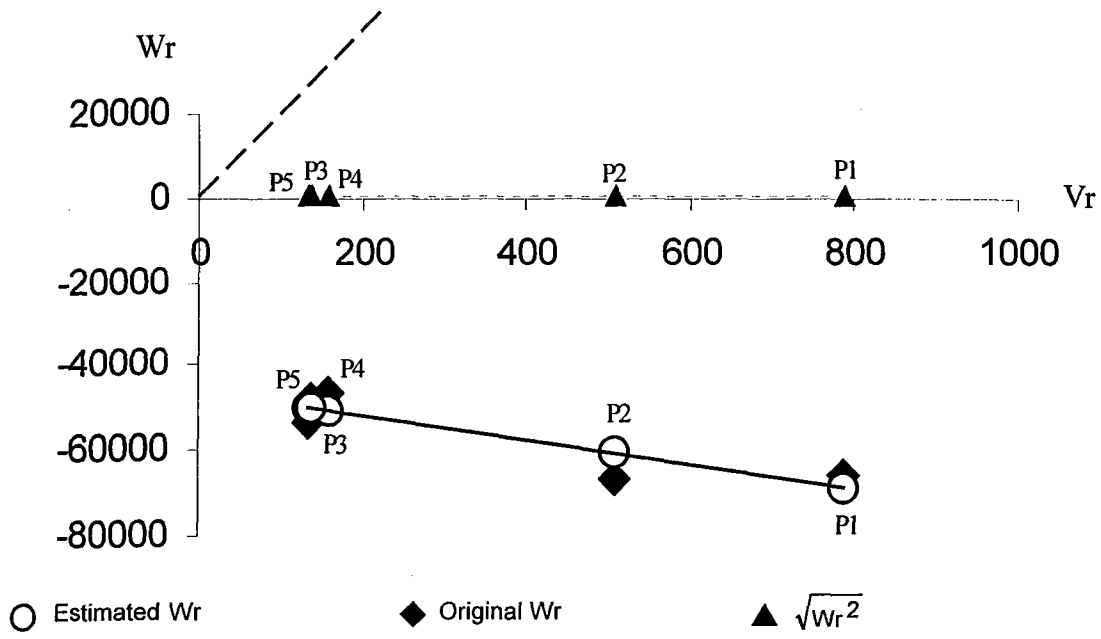 Wr
20000
P5 P3 P4 P2 P1
0 Vr
0 200 400 600 800 1000
-20000
-40000
P5 P4
P2
P3
-60000
P1
-80000
Estimated Wr Original Wr √Wr²